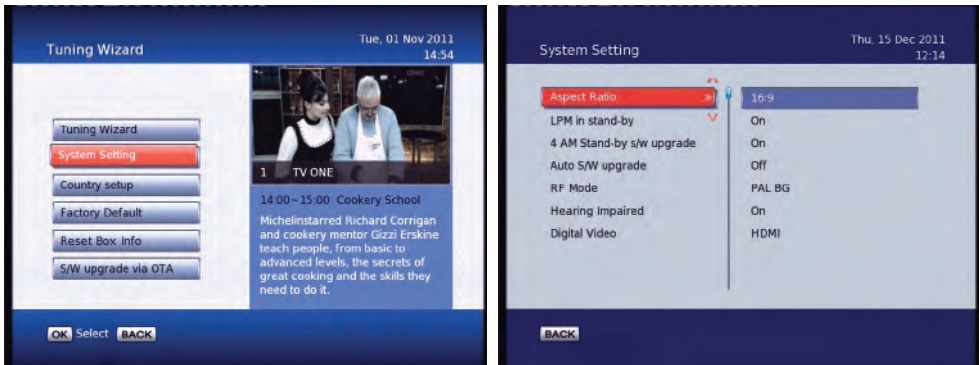 Tuning Wizard
Tue, 01 Nov 2011
14:54
Tuning Wizard
System Setting
Country setup
Factory Default
Reset Box Info
S/W upgrade via OTA
1 TV ONE
14:00~15:00 Cookery School
Michelinstarred Richard Corrigan
and cookery mentor Gizzi Erskine
teach people, from basic to
advanced levels, the secrets of
great cooking and the skills they
need to do it.
OK Select BACK
System Setting
Thu, 15 Dec 2011
12:14
Aspect Ratio 16:9
LPM in stand-by On
4 AM Stand-by s/w upgrade On
Auto S/W upgrade Off
RF Mode PAL BG
Hearing Impaired On
Digital Video HDMI
BACK